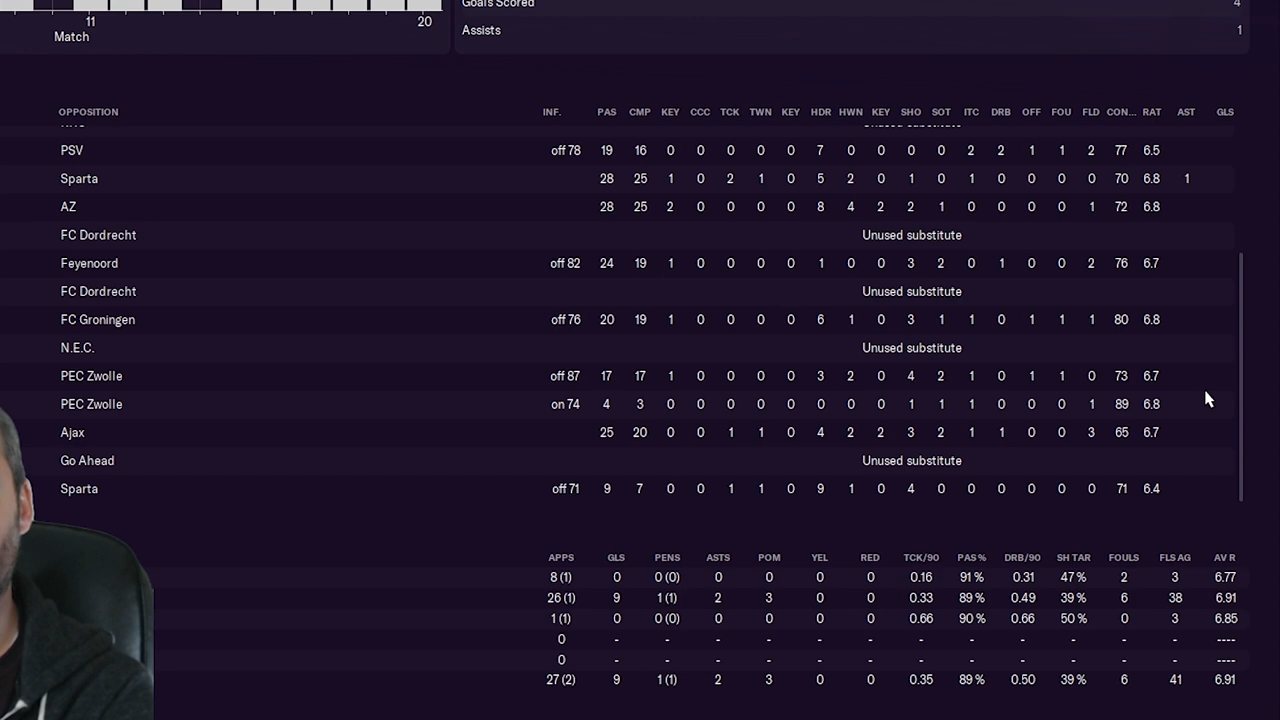 Goals Scored 4
11 20
Match
Assists 1
OPPOSITION INF. PAS CMP KEY CCC TCK TWN KEY HDR HWN KEY SHO SOT ITC DRB OFF FOU FLD CON... RAT AST GLS
Unused substitute
PSV off 78 19 16 0 0 0 0 0 7 0 0 0 0 2 2 1 1 2 77 6.5
Sparta 28 25 1 0 2 1 0 5 2 0 1 0 1 0 0 0 0 70 6.8 1
AZ 28 25 2 0 0 0 0 8 4 2 2 1 0 0 0 0 1 72 6.8
FC Dordrecht Unused substitute
Feyenoord off 82 24 19 1 0 0 0 0 1 0 0 3 2 0 1 0 0 2 76 6.7
FC Dordrecht Unused substitute
FC Groningen off 76 20 19 1 0 0 0 0 6 1 0 3 1 1 0 1 1 1 80 6.8
N.E.C. Unused substitute
PEC Zwolle off 87 17 17 1 0 0 0 0 3 2 0 4 2 1 0 1 1 0 73 6.7
PEC Zwolle on 74 4 3 0 0 0 0 0 0 0 0 1 1 1 0 0 0 1 89 6.8
Ajax 25 20 0 0 1 1 0 4 2 2 3 2 1 1 0 0 3 65 6.7
Go Ahead Unused substitute
Sparta off 71 9 7 0 0 1 1 0 9 1 0 4 0 0 0 0 0 0 71 6.4
APPS GLS PENS ASTS POM YEL RED TCK/90 PAS % DRB/90 SH TAR FOULS FLS AG AV R
8 (1) 0 0 (0) 0 0 0 0 0.16 91 % 0.31 47 % 2 3 6.77
26 (1) 9 1 (1) 2 3 0 0 0.33 89 % 0.49 39 % 6 38 6.91
1 (1) 0 0 (0) 0 0 0 0 0.66 90 % 0.66 50 % 0 3 6.85
0 - - - - - - - - - - - - ----
0 - - - - - - - - - - - - ----
27 (2) 9 1 (1) 2 3 0 0 0.35 89 % 0.50 39 % 6 41 6.91